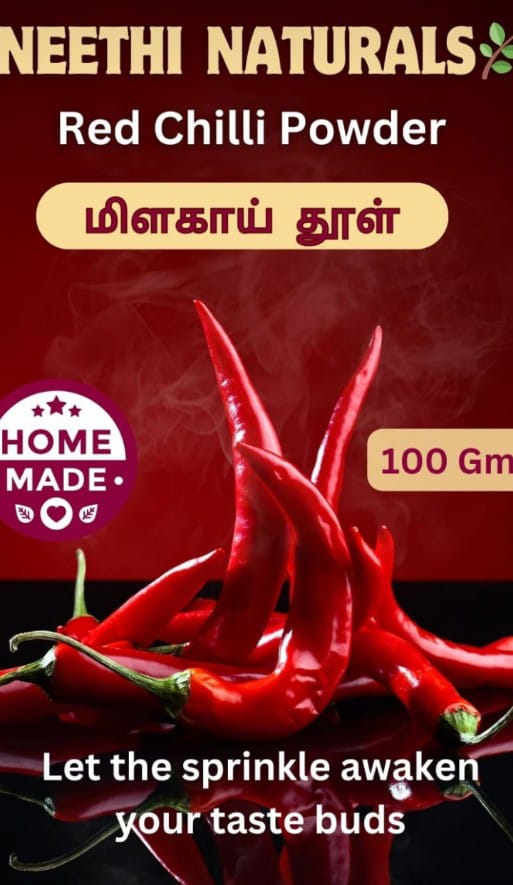 NEETHI NATURALS
Red Chilli Powder
மிளகாய் தூள்
HOME
MADE
100 Gm
Let the sprinkle awaken
your taste buds